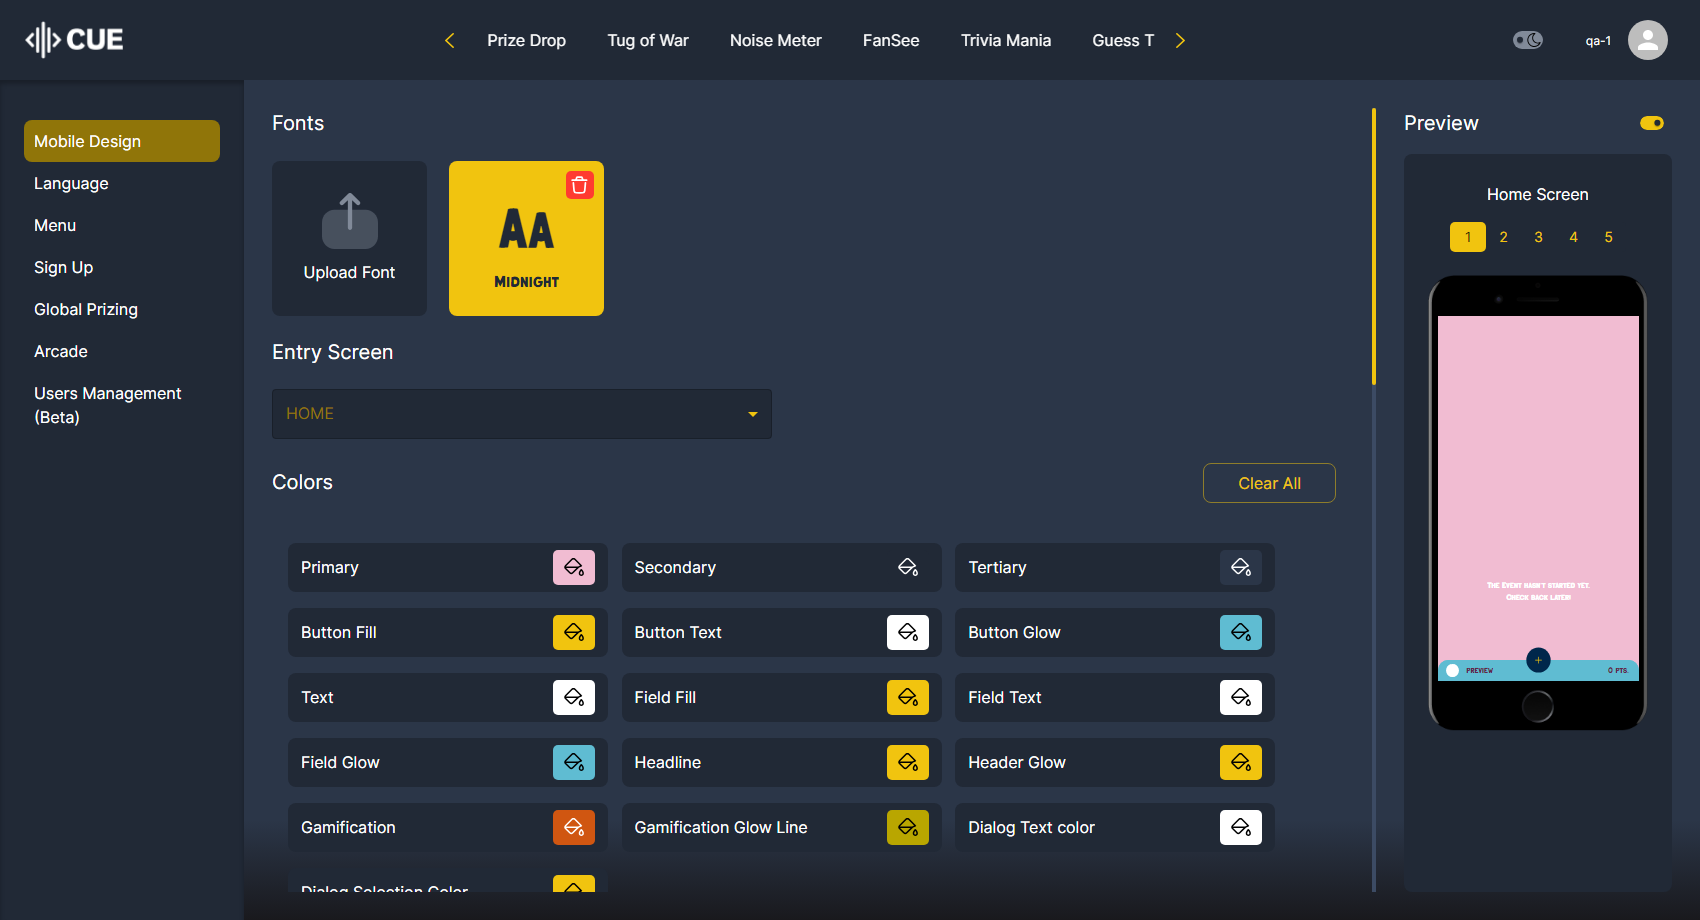 CUE
Prize Drop
Tug of War
Noise Meter
FanSee
Trivia Mania
Guess T
qa-1
Mobile Design
Language
Menu
Sign Up
Global Prizing
Arcade
Users Management
(Beta)
Fonts
Upload Font
AA
MIDNIGHT
Entry Screen
HOME
Colors
Clear All
Primary
Secondary
Tertiary
Button Fill
Button Text
Button Glow
Text
Field Fill
Field Text
Field Glow
Headline
Header Glow
Gamification
Gamification Glow Line
Dialog Text color
Dialog Selection Color
Preview
Home Screen
1 2 3 4 5
THE EVENT HASN'T STARTED YET.
CHECK BACK LATER!
PREVIEW
0 PTS